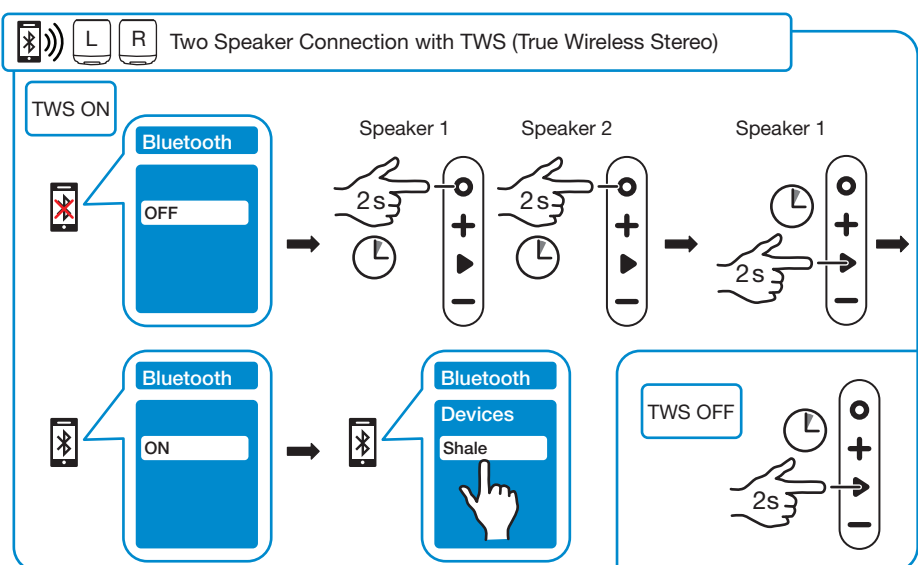 L R Two Speaker Connection with TWS (True Wireless Stereo)
TWS ON
Bluetooth
OFF
Speaker 1
2s
Speaker 2
2s
Speaker 1
2s
Bluetooth
ON
Bluetooth
Devices
Shale
TWS OFF
2s